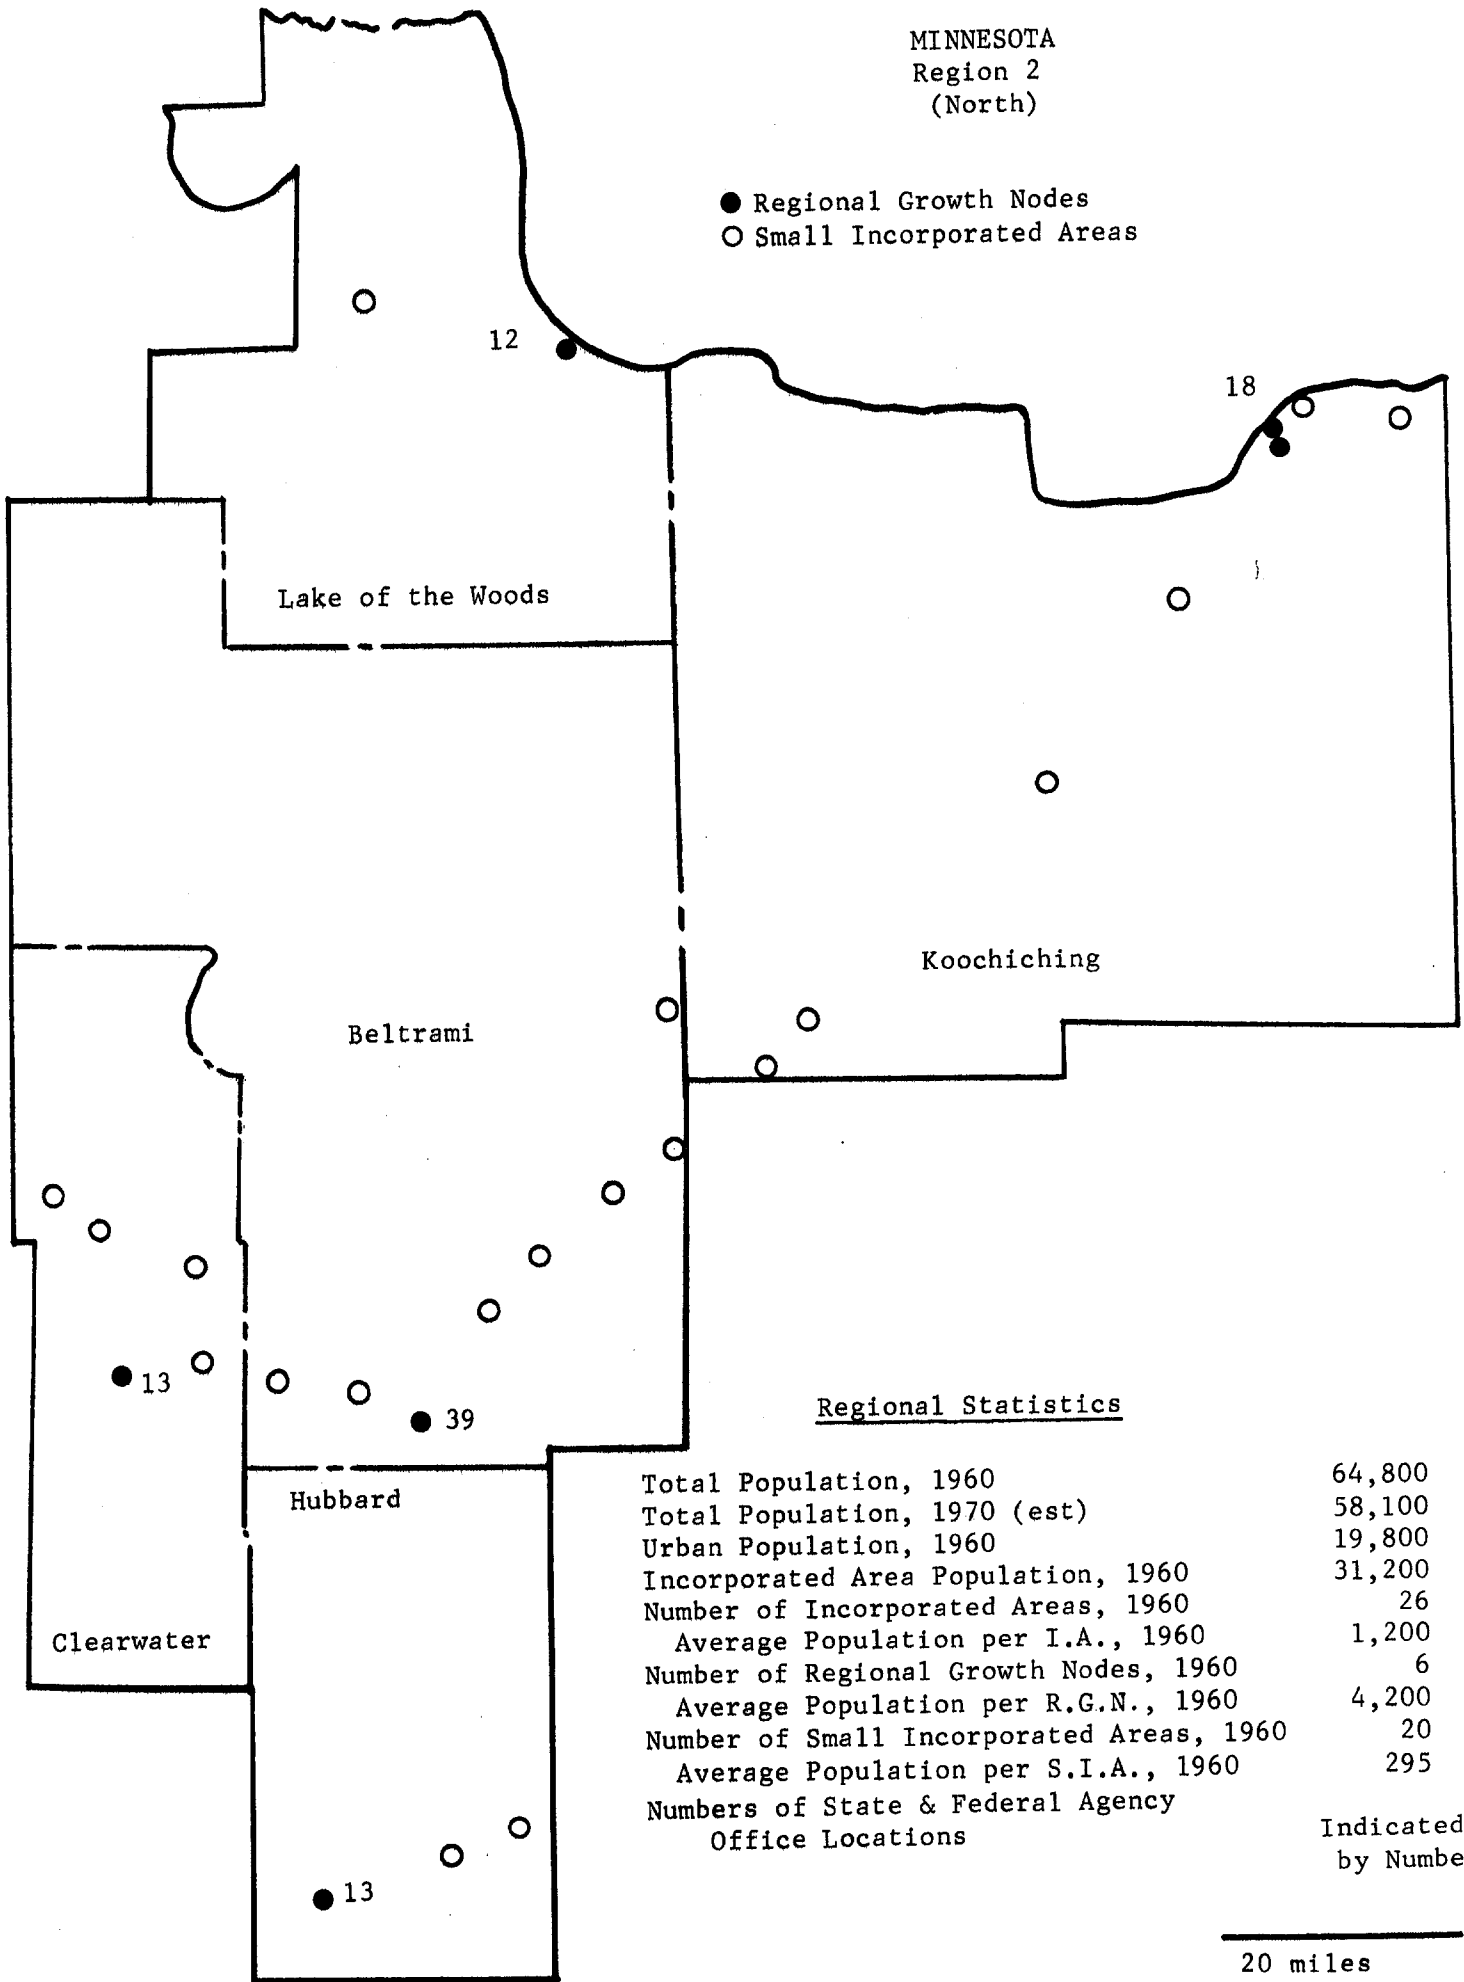 MINNESOTA
Region 2
(North)
Regional Growth Nodes
Small Incorporated Areas
12
18
Lake of the Woods
Koochiching
Beltrami
13
39
Hubbard
Clearwater
13
Regional Statistics
Total Population, 1960 64,800
Total Population, 1970 (est) 58,100
Urban Population, 1960 19,800
Incorporated Area Population, 1960 31,200
Number of Incorporated Areas, 1960 26
Average Population per I.A., 1960 1,200
Number of Regional Growth Nodes, 1960 6
Average Population per R.G.N., 1960 4,200
Number of Small Incorporated Areas, 1960 20
Average Population per S.I.A., 1960 295
Numbers of State & Federal Agency
Office Locations Indicated
by Numbe
20 miles